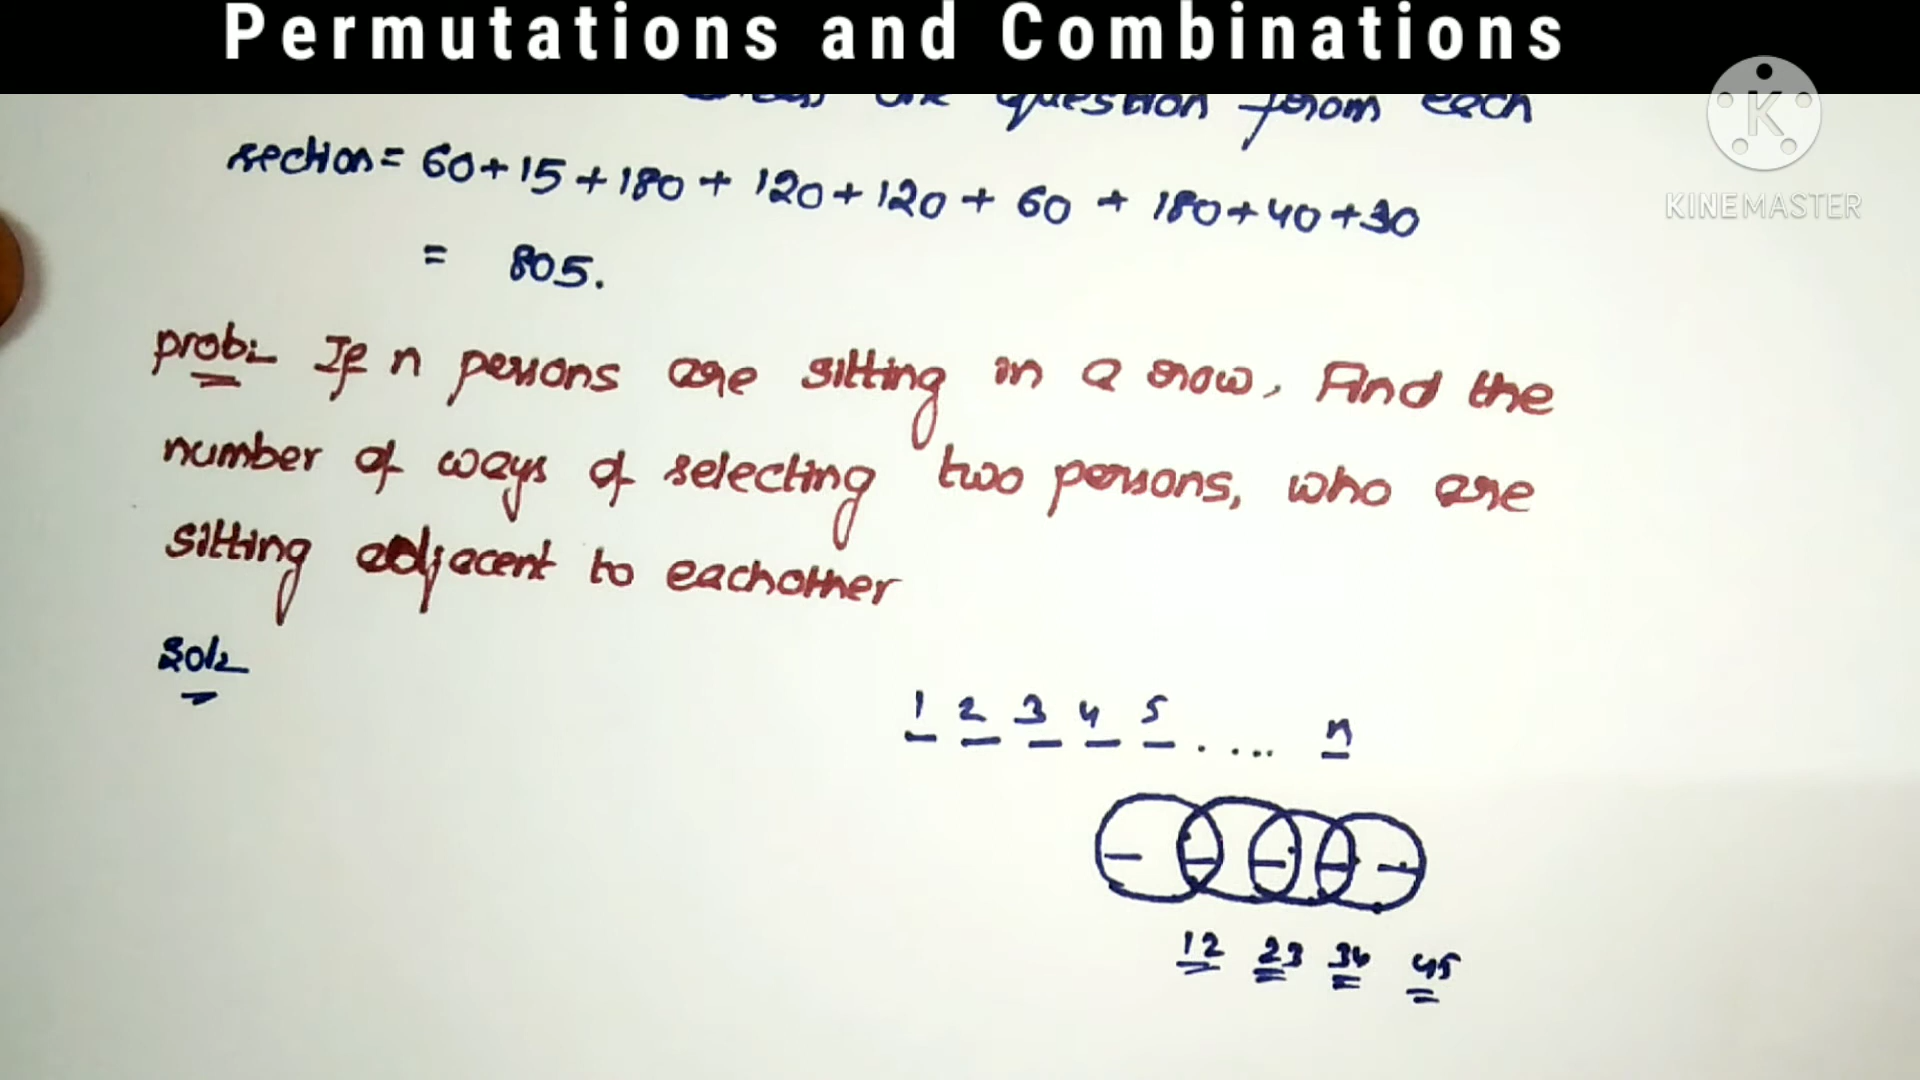 Permutations and Combinations
question from each
K
KINEMASTER
section = 60+15+180+120+120+60+180+40+30
= 805.
prob:- If n persons are sitting in a row, Find the
number of ways of selecting two persons, who are
sitting adjacent to eachother
Sol:-
1 2 3 4 5 .... n
12 23 34 45